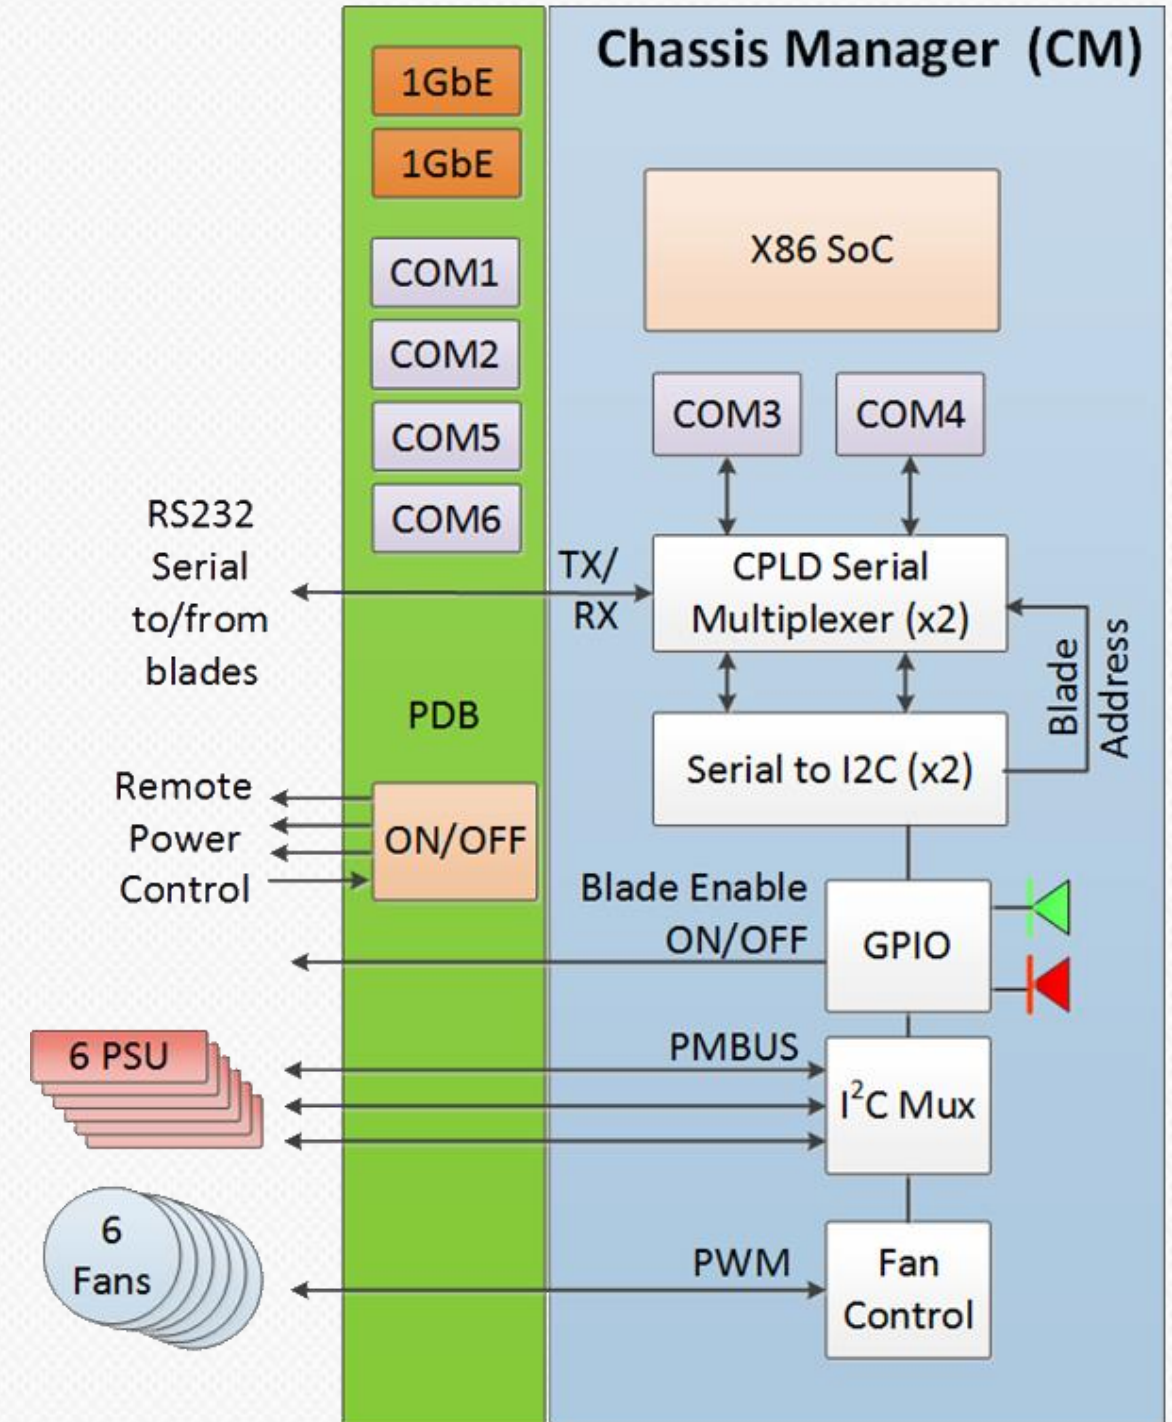 Chassis Manager (CM)
1GbE
1GbE
X86 SoC
COM1
COM2
COM5
COM6
COM3
COM4
RS232
Serial
to/from
blades
TX/
RX
CPLD Serial
Multiplexer (x2)
Blade
Address
PDB
Serial to I2C (x2)
Remote
Power
Control
ON/OFF
Blade Enable
ON/OFF
GPIO
6 PSU
PMBUS
I²C Mux
6
Fans
PWM
Fan
Control